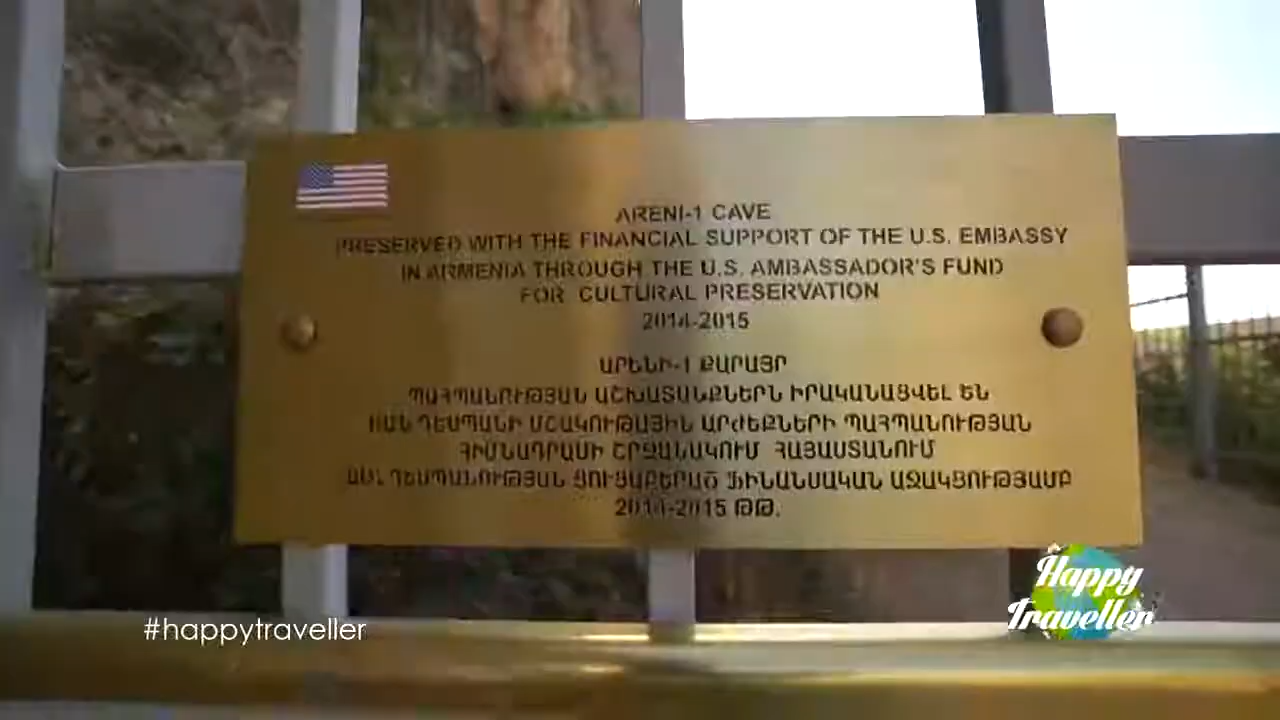 ARENI-1 CAVE
PRESERVED WITH THE FINANCIAL SUPPORT OF THE U.S. EMBASSY
IN ARMENIA THROUGH THE U.S. AMBASSADOR'S FUND
FOR CULTURAL PRESERVATION
2014-2015
ԱՐԵՆԻ-1 ՔԱՐԱՅՐ
ՊԱՀՊԱՆՈՒԹՅԱՆ ԱՇԽԱՏԱՆՔՆԵՐՆ ԻՐԱԿԱՆԱՑՎԵԼ ԵՆ
ԴԵՍՊԱՆԻ ՄՇԱԿՈՒԹԱՅԻՆ ԱՐԺԵՔՆԵՐԻ ՊԱՀՊԱՆՈՒԹՅԱՆ
ՀԻՄՆԱԴՐԱՄԻ ՇՐՋԱՆԱԿՈՒՄ ՀԱՅԱՍՏԱՆՈՒՄ
ԱՄՆ ԴԵՍՊԱՆՈՒԹՅԱՆ ՑՈՒՑԱԲԵՐԱԾ ՖԻՆԱՆՍԱԿԱՆ ԱՋԱԿՑՈՒԹՅԱՄԲ
2014-2015 ԹԹ.
#happytraveller
Happy
Traveller